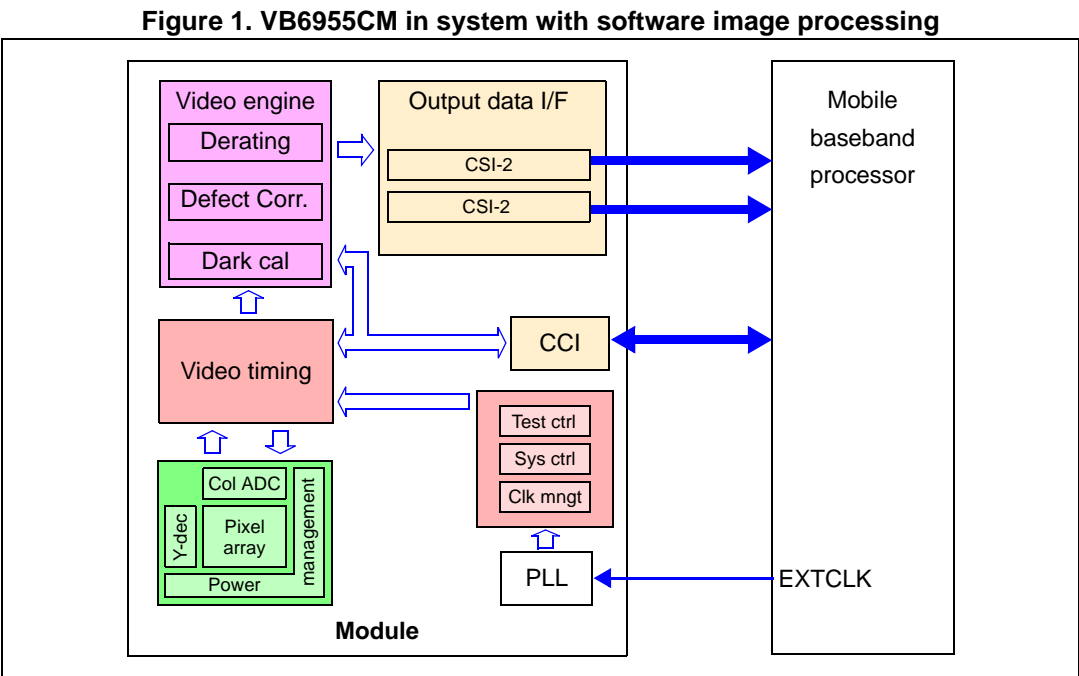 Figure 1. VB6955CM in system with software image processing
Video engine
Derating
Defect Corr.
Dark cal
Output data I/F
CSI-2
CSI-2
Mobile
baseband
processor
Video timing
CCI
Test ctrl
Sys ctrl
Clk mngt
Col ADC
Y-dec
Pixel
array
management
Power
PLL
EXTCLK
Module